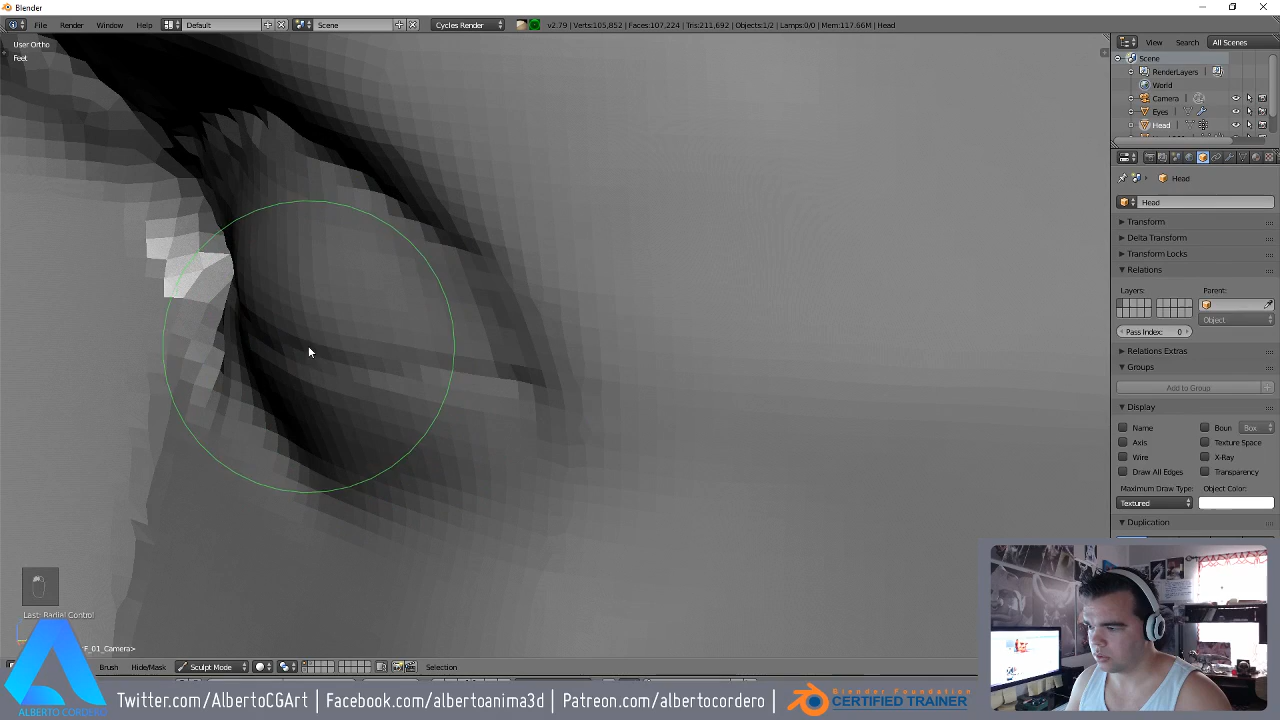 Blender
File Render Window Help Default Scene Cycles Render v2.79 | Verts:105,852 | Faces:107,224 | Tris:211,692 | Objects:1/2 | Lamps:0/0 | Mem:117.66M | Head
View Search All Scenes
User Ortho
Feet
Scene
RenderLayers
World
Camera
Eyes
Head
Head
Head
Transform
Delta Transform
Transform Locks
Relations
Layers: Parent:
Pass Index: 0 Object
Relations Extras
Groups
Add to Group
Display
Name Boun Box
Axis Texture Space
Wire X-Ray
Draw All Edges Transparency
Maximum Draw Type: Object Color:
Textured
Duplication
Last: Radial Control
F_01_Camera>
Brush Hide/Mask Sculpt Mode Selection
ALBERTO CORDERO
Twitter.com/AlbertoCGArt | Facebook.com/albertoanima3d | Patreon.com/albertocordero |
Blender Foundation
CERTIFIED TRAINER